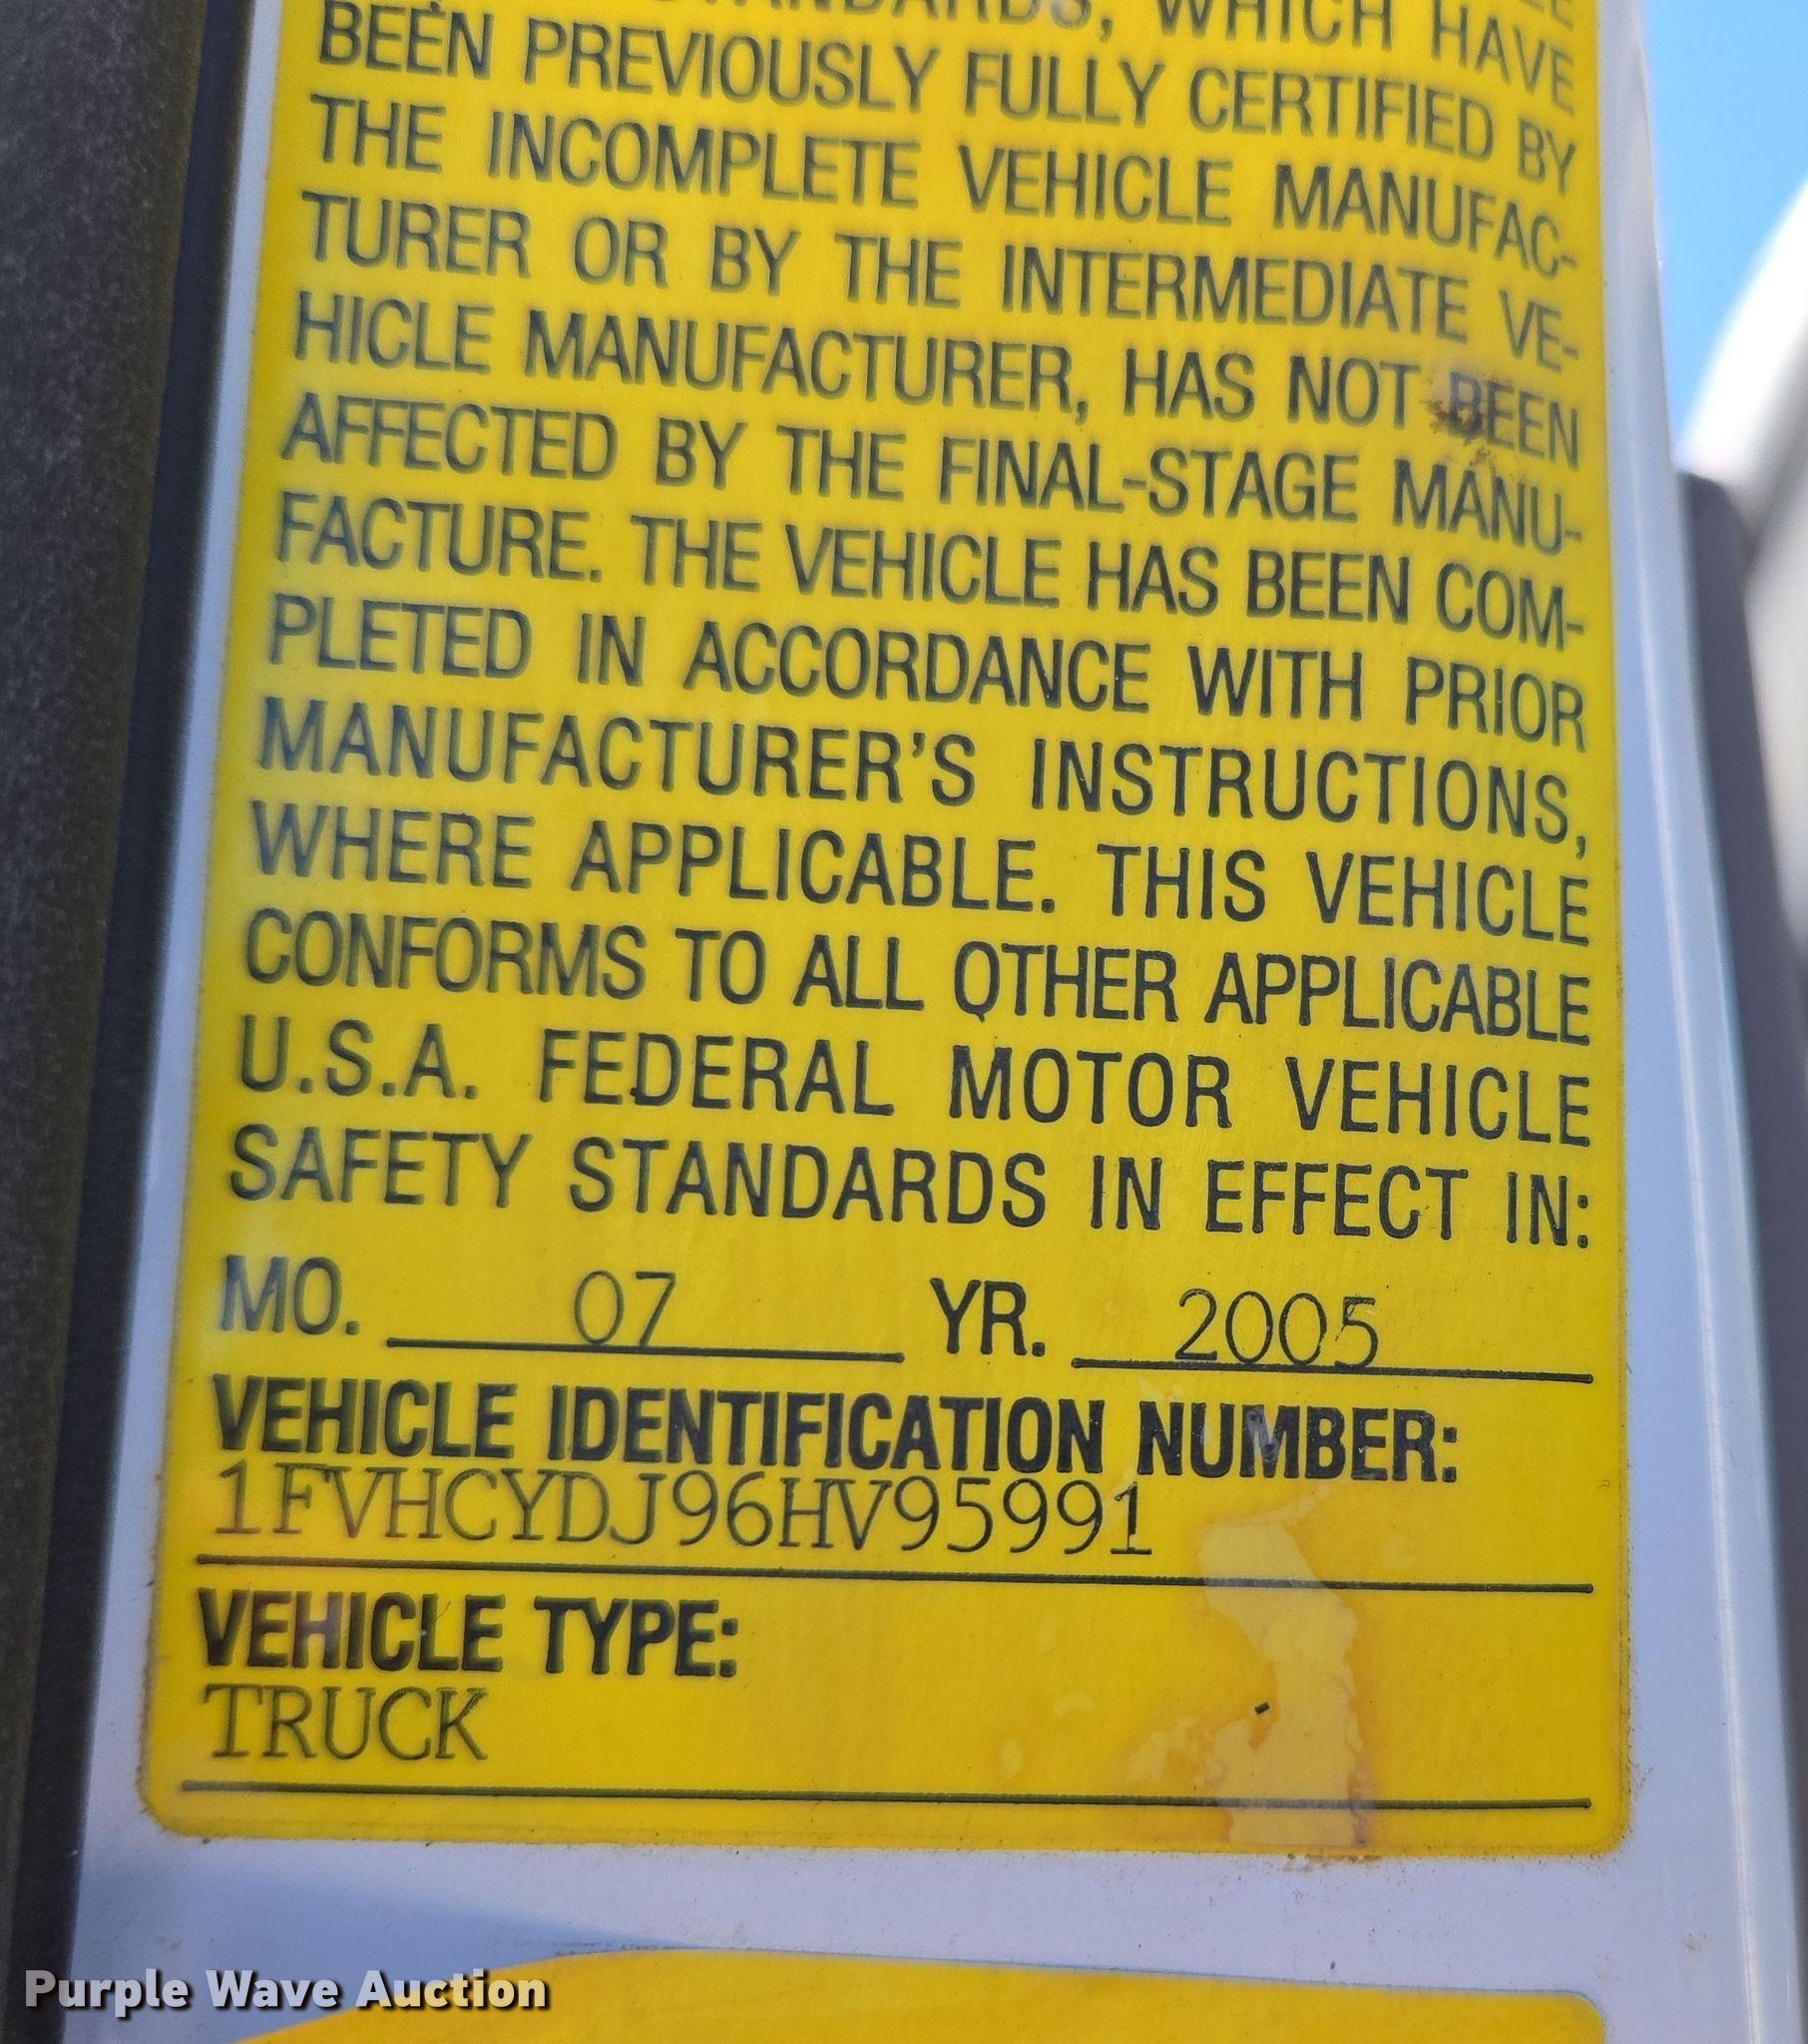 STANDARDS, WHICH HAVE
BEEN PREVIOUSLY FULLY CERTIFIED BY
THE INCOMPLETE VEHICLE MANUFAC-
TURER OR BY THE INTERMEDIATE VE-
HICLE MANUFACTURER, HAS NOT BEEN
AFFECTED BY THE FINAL-STAGE MANU-
FACTURE. THE VEHICLE HAS BEEN COM-
PLETED IN ACCORDANCE WITH PRIOR
MANUFACTURER'S INSTRUCTIONS,
WHERE APPLICABLE. THIS VEHICLE
CONFORMS TO ALL OTHER APPLICABLE
U.S.A. FEDERAL MOTOR VEHICLE
SAFETY STANDARDS IN EFFECT IN:
MO. 07 YR. 2005
VEHICLE IDENTIFICATION NUMBER:
1FVHCYDJ96HV95991
VEHICLE TYPE:
TRUCK
Purple Wave Auction